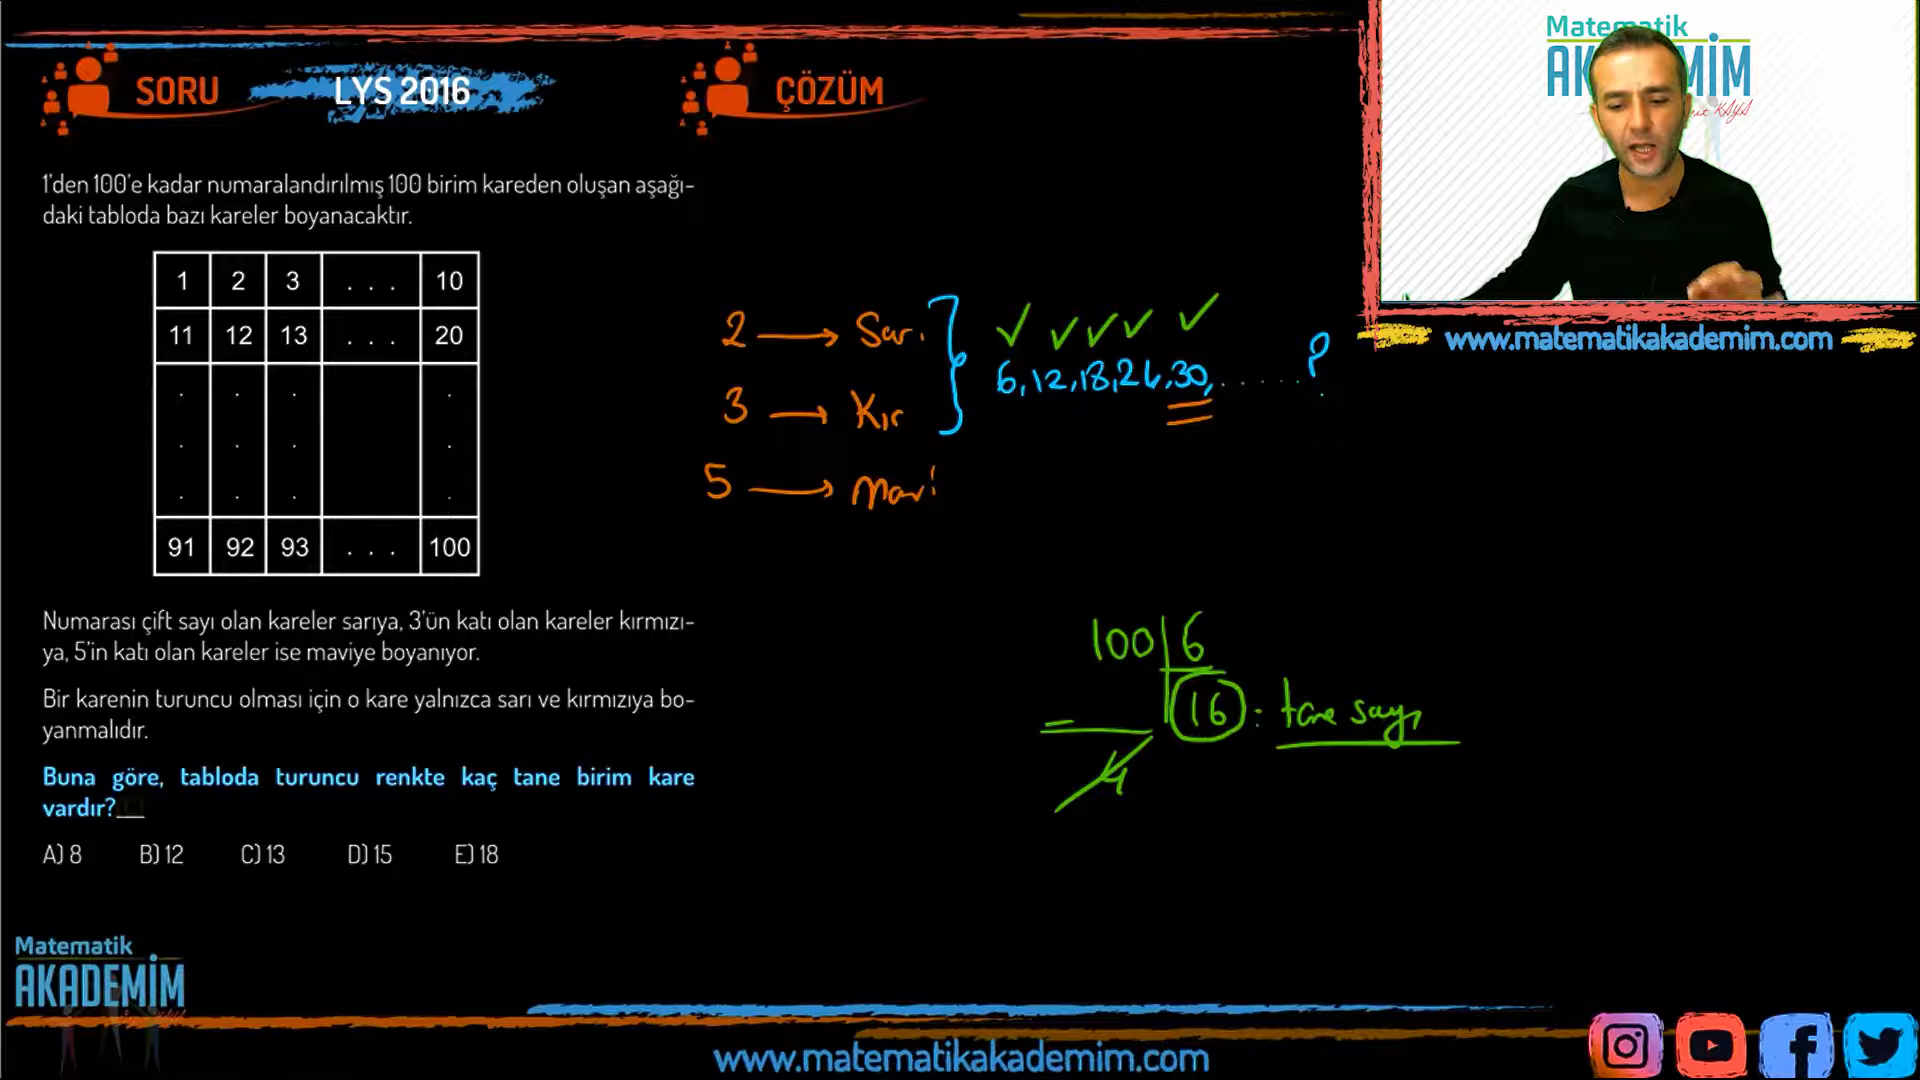 SORU
LYS 2016
ÇÖZÜM
Matematik
1'den 100'e kadar numaralandırılmış 100 birim kareden oluşan aşağı-
daki tabloda bazı kareler boyanacaktır.
1 2 3 . . . 10
11 12 13 . . . 20
91 92 93 . . . 100
Numarası çift sayı olan kareler sarıya, 3'ün katı olan kareler kırmızı-
ya, 5'in katı olan kareler ise maviye boyanıyor.
Bir karenin turuncu olması için o kare yalnızca sarı ve kırmızıya bo-
yanmalıdır.
Buna göre, tabloda turuncu renkte kaç tane birim kare
vardır?
A) 8 B) 12 C) 13 D) 15 E) 18
2 → Sarı
3 → Kır
5 → Mavi
6, 12, 18, 24, 30, ...... ?
100 6
16 : tane sayı
4
www.matematikakademim.com
Matematik
AKADEMİM
www.matematikakademim.com